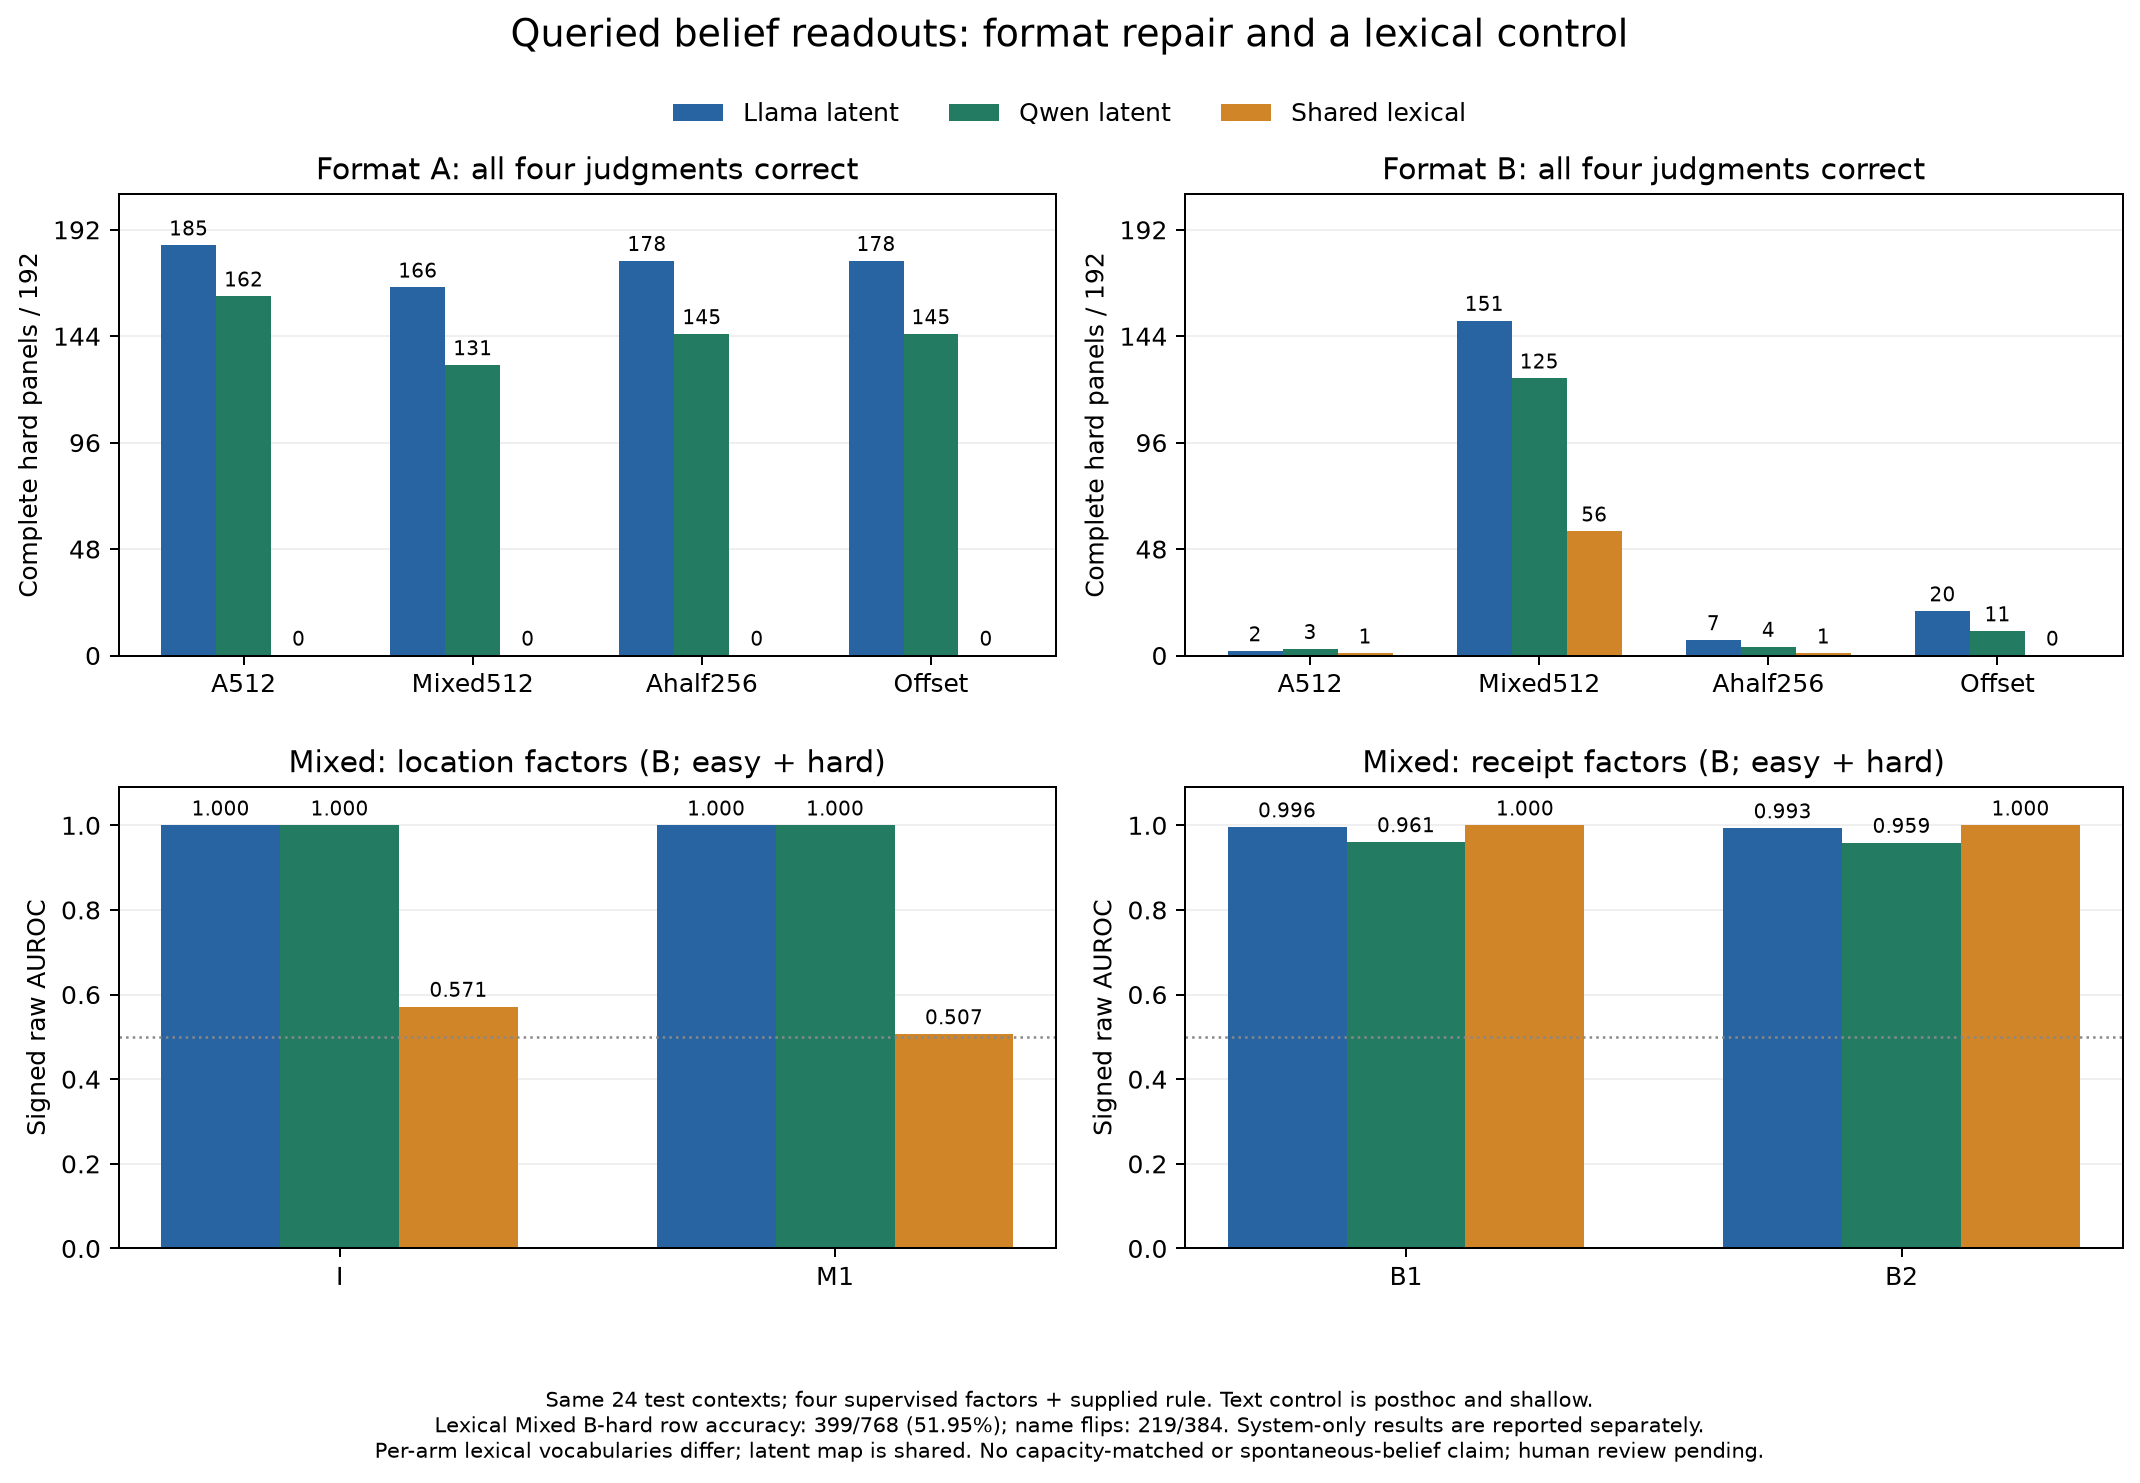 Queried belief readouts: format repair and a lexical control
Llama latent
Qwen latent
Shared lexical
Format A: all four judgments correct
Complete hard panels / 192
192
144
96
48
0
185
162
0
166
131
0
178
145
0
178
145
0
A512
Mixed512
Ahalf256
Offset
Format B: all four judgments correct
Complete hard panels / 192
192
144
96
48
0
2
3
1
151
125
56
7
4
1
20
11
0
A512
Mixed512
Ahalf256
Offset
Mixed: location factors (B; easy + hard)
Signed raw AUROC
1.0
0.8
0.6
0.4
0.2
0.0
1.000
1.000
0.571
1.000
1.000
0.507
I
M1
Mixed: receipt factors (B; easy + hard)
Signed raw AUROC
1.0
0.8
0.6
0.4
0.2
0.0
0.996
0.961
1.000
0.993
0.959
1.000
B1
B2
Same 24 test contexts; four supervised factors + supplied rule. Text control is posthoc and shallow.
Lexical Mixed B-hard row accuracy: 399/768 (51.95%); name flips: 219/384. System-only results are reported separately.
Per-arm lexical vocabularies differ; latent map is shared. No capacity-matched or spontaneous-belief claim; human review pending.